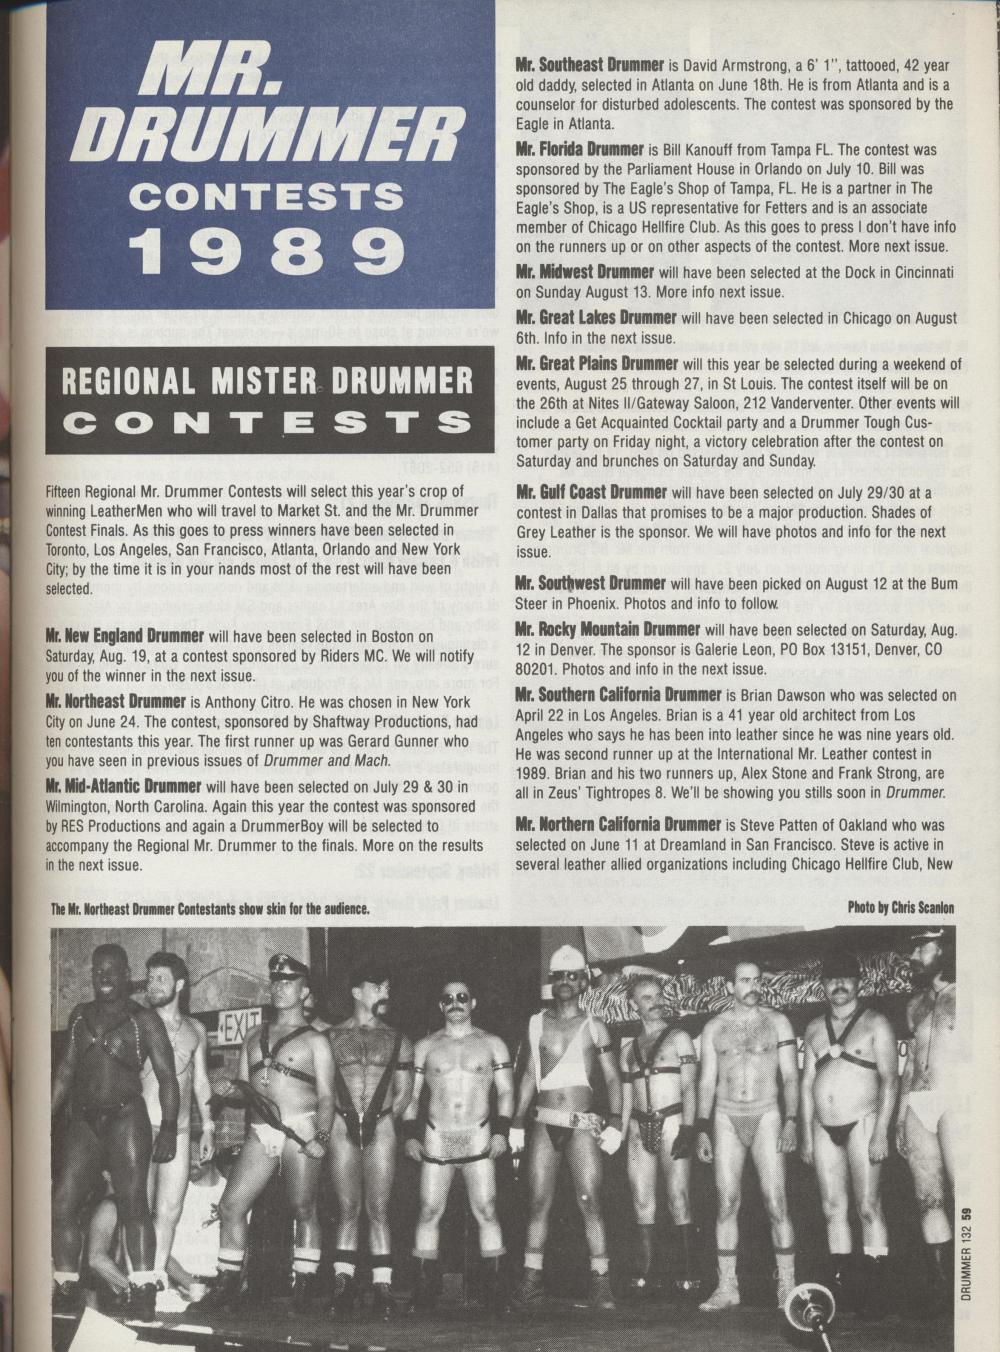 MR.
DRUMMER
CONTESTS
1989
REGIONAL MISTER DRUMMER
CONTESTS
Fifteen Regional Mr. Drummer Contests will select this year's crop of
winning LeatherMen who will travel to Market St. and the Mr. Drummer
Contest Finals. As this goes to press winners have been selected in
Toronto, Los Angeles, San Francisco, Atlanta, Orlando and New York
City; by the time it is in your hands most of the rest will have been
selected.
Mr. New England Drummer will have been selected in Boston on
Saturday, Aug. 19, at a contest sponsored by Riders MC. We will notify
you of the winner in the next issue.
Mr. Northeast Drummer is Anthony Citro. He was chosen in New York
City on June 24. The contest, sponsored by Shaftway Productions, had
ten contestants this year. The first runner up was Gerard Gunner who
you have seen in previous issues of Drummer and Mach.
Mr. Mid-Atlantic Drummer will have been selected on July 29 & 30 in
Wilmington, North Carolina. Again this year the contest was sponsored
by RES Productions and again a DrummerBoy will be selected to
accompany the Regional Mr. Drummer to the finals. More on the results
in the next issue.
Mr. Southeast Drummer is David Armstrong, a 6' 1", tattooed, 42 year
old daddy, selected in Atlanta on June 18th. He is from Atlanta and is a
counselor for disturbed adolescents. The contest was sponsored by the
Eagle in Atlanta.
Mr. Florida Drummer is Bill Kanouff from Tampa FL. The contest was
sponsored by the Parliament House in Orlando on July 10. Bill was
sponsored by The Eagle's Shop of Tampa, FL. He is a partner in The
Eagle's Shop, is a US representative for Fetters and is an associate
member of Chicago Hellfire Club. As this goes to press I don't have info
on the runners up or on other aspects of the contest. More next issue.
Mr. Midwest Drummer will have been selected at the Dock in Cincinnati
on Sunday August 13. More info next issue.
Mr. Great Lakes Drummer will have been selected in Chicago on August
6th. Info in the next issue.
Mr. Great Plains Drummer will this year be selected during a weekend of
events, August 25 through 27, in St Louis. The contest itself will be on
the 26th at Nites II/Gateway Saloon, 212 Vanderventer. Other events will
include a Get Acquainted Cocktail party and a Drummer Tough Cus-
tomer party on Friday night, a victory celebration after the contest on
Saturday and brunches on Saturday and Sunday.
Mr. Gulf Coast Drummer will have been selected on July 29/30 at a
contest in Dallas that promises to be a major production. Shades of
Grey Leather is the sponsor. We will have photos and info for the next
issue.
Mr. Southwest Drummer will have been picked on August 12 at the Bum
Steer in Phoenix. Photos and info to follow.
Mr. Rocky Mountain Drummer will have been selected on Saturday, Aug.
12 in Denver. The sponsor is Galerie Leon, PO Box 13151, Denver, CO
80201. Photos and info in the next issue.
Mr. Southern California Drummer is Brian Dawson who was selected on
April 22 in Los Angeles. Brian is a 41 year old architect from Los
Angeles who says he has been into leather since he was nine years old.
He was second runner up at the International Mr. Leather contest in
1989. Brian and his two runners up, Alex Stone and Frank Strong, are
all in Zeus' Tightropes 8. We'll be showing you stills soon in Drummer.
Mr. Northern California Drummer is Steve Patten of Oakland who was
selected on June 11 at Dreamland in San Francisco. Steve is active in
several leather allied organizations including Chicago Hellfire Club, New
The Mr. Northeast Drummer Contestants show skin for the audience.
Photo by Chris Scanlon
EXIT
DRUMMER 132 59